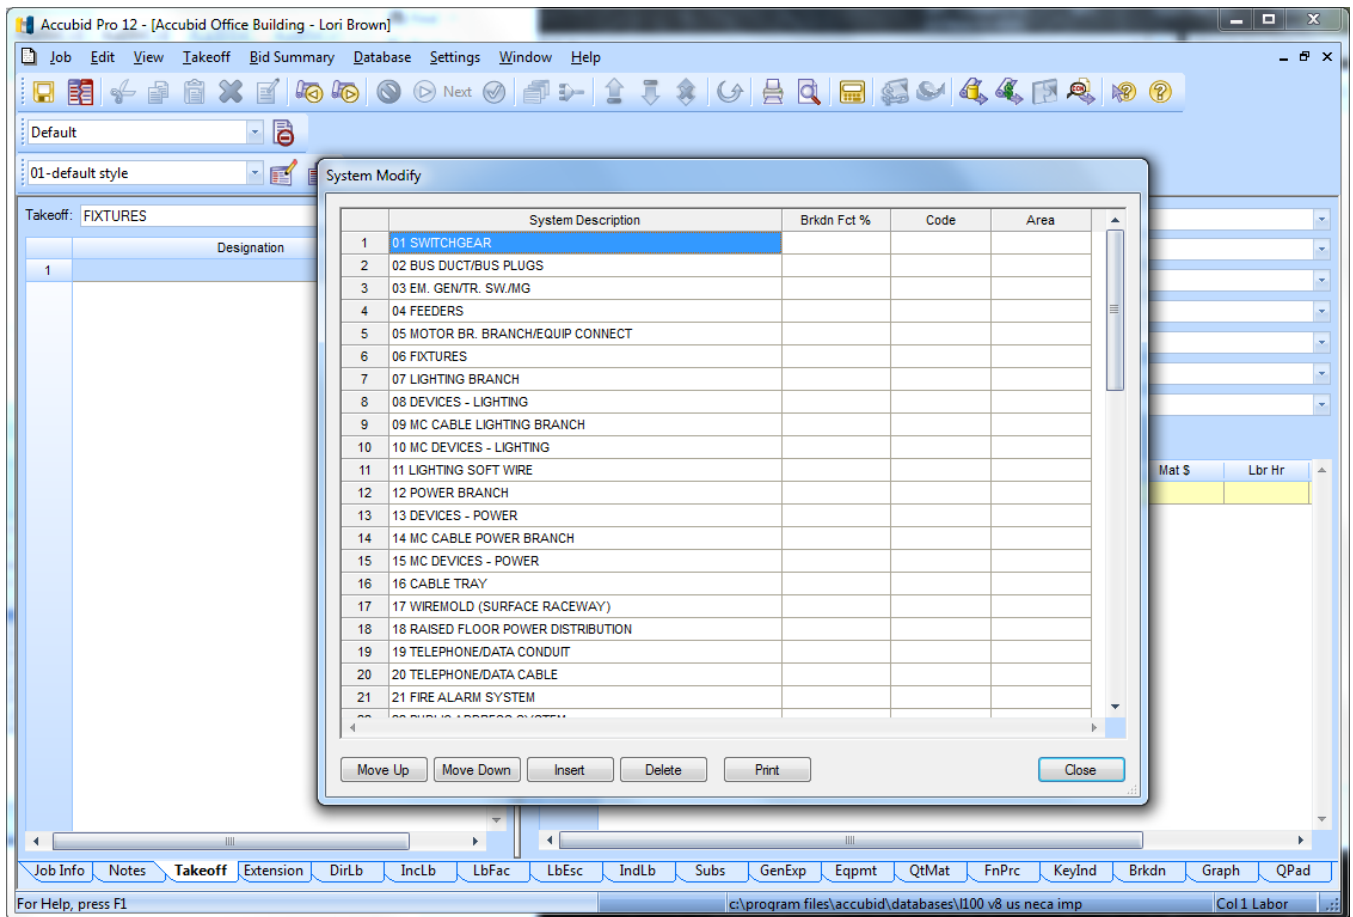 Accubid Pro 12 - [Accubid Office Building - Lori Brown]
Job Edit View Takeoff Bid Summary Database Settings Window Help
Next
Default
01-default style
System Modify
Takeoff: FIXTURES
Designation
1
System Description Brkdn Fct % Code Area
1 01 SWITCHGEAR
2 02 BUS DUCT/BUS PLUGS
3 03 EM. GEN/TR. SW./MG
4 04 FEEDERS
5 05 MOTOR BR. BRANCH/EQUIP CONNECT
6 06 FIXTURES
7 07 LIGHTING BRANCH
8 08 DEVICES - LIGHTING
9 09 MC CABLE LIGHTING BRANCH
10 10 MC DEVICES - LIGHTING
11 11 LIGHTING SOFT WIRE
12 12 POWER BRANCH
13 13 DEVICES - POWER
14 14 MC CABLE POWER BRANCH
15 15 MC DEVICES - POWER
16 16 CABLE TRAY
17 17 WIREMOLD (SURFACE RACEWAY)
18 18 RAISED FLOOR POWER DISTRIBUTION
19 19 TELEPHONE/DATA CONDUIT
20 20 TELEPHONE/DATA CABLE
21 21 FIRE ALARM SYSTEM
Mat $ Lbr Hr
Move Up Move Down Insert Delete Print Close
Job Info Notes Takeoff Extension DirLb IncLb LbFac LbEsc IndLb Subs GenExp Eqpmt QtMat FnPrc KeyInd Brkdn Graph QPad
For Help, press F1 c:\program files\accubid\databases\l100 v8 us neca imp Col 1 Labor